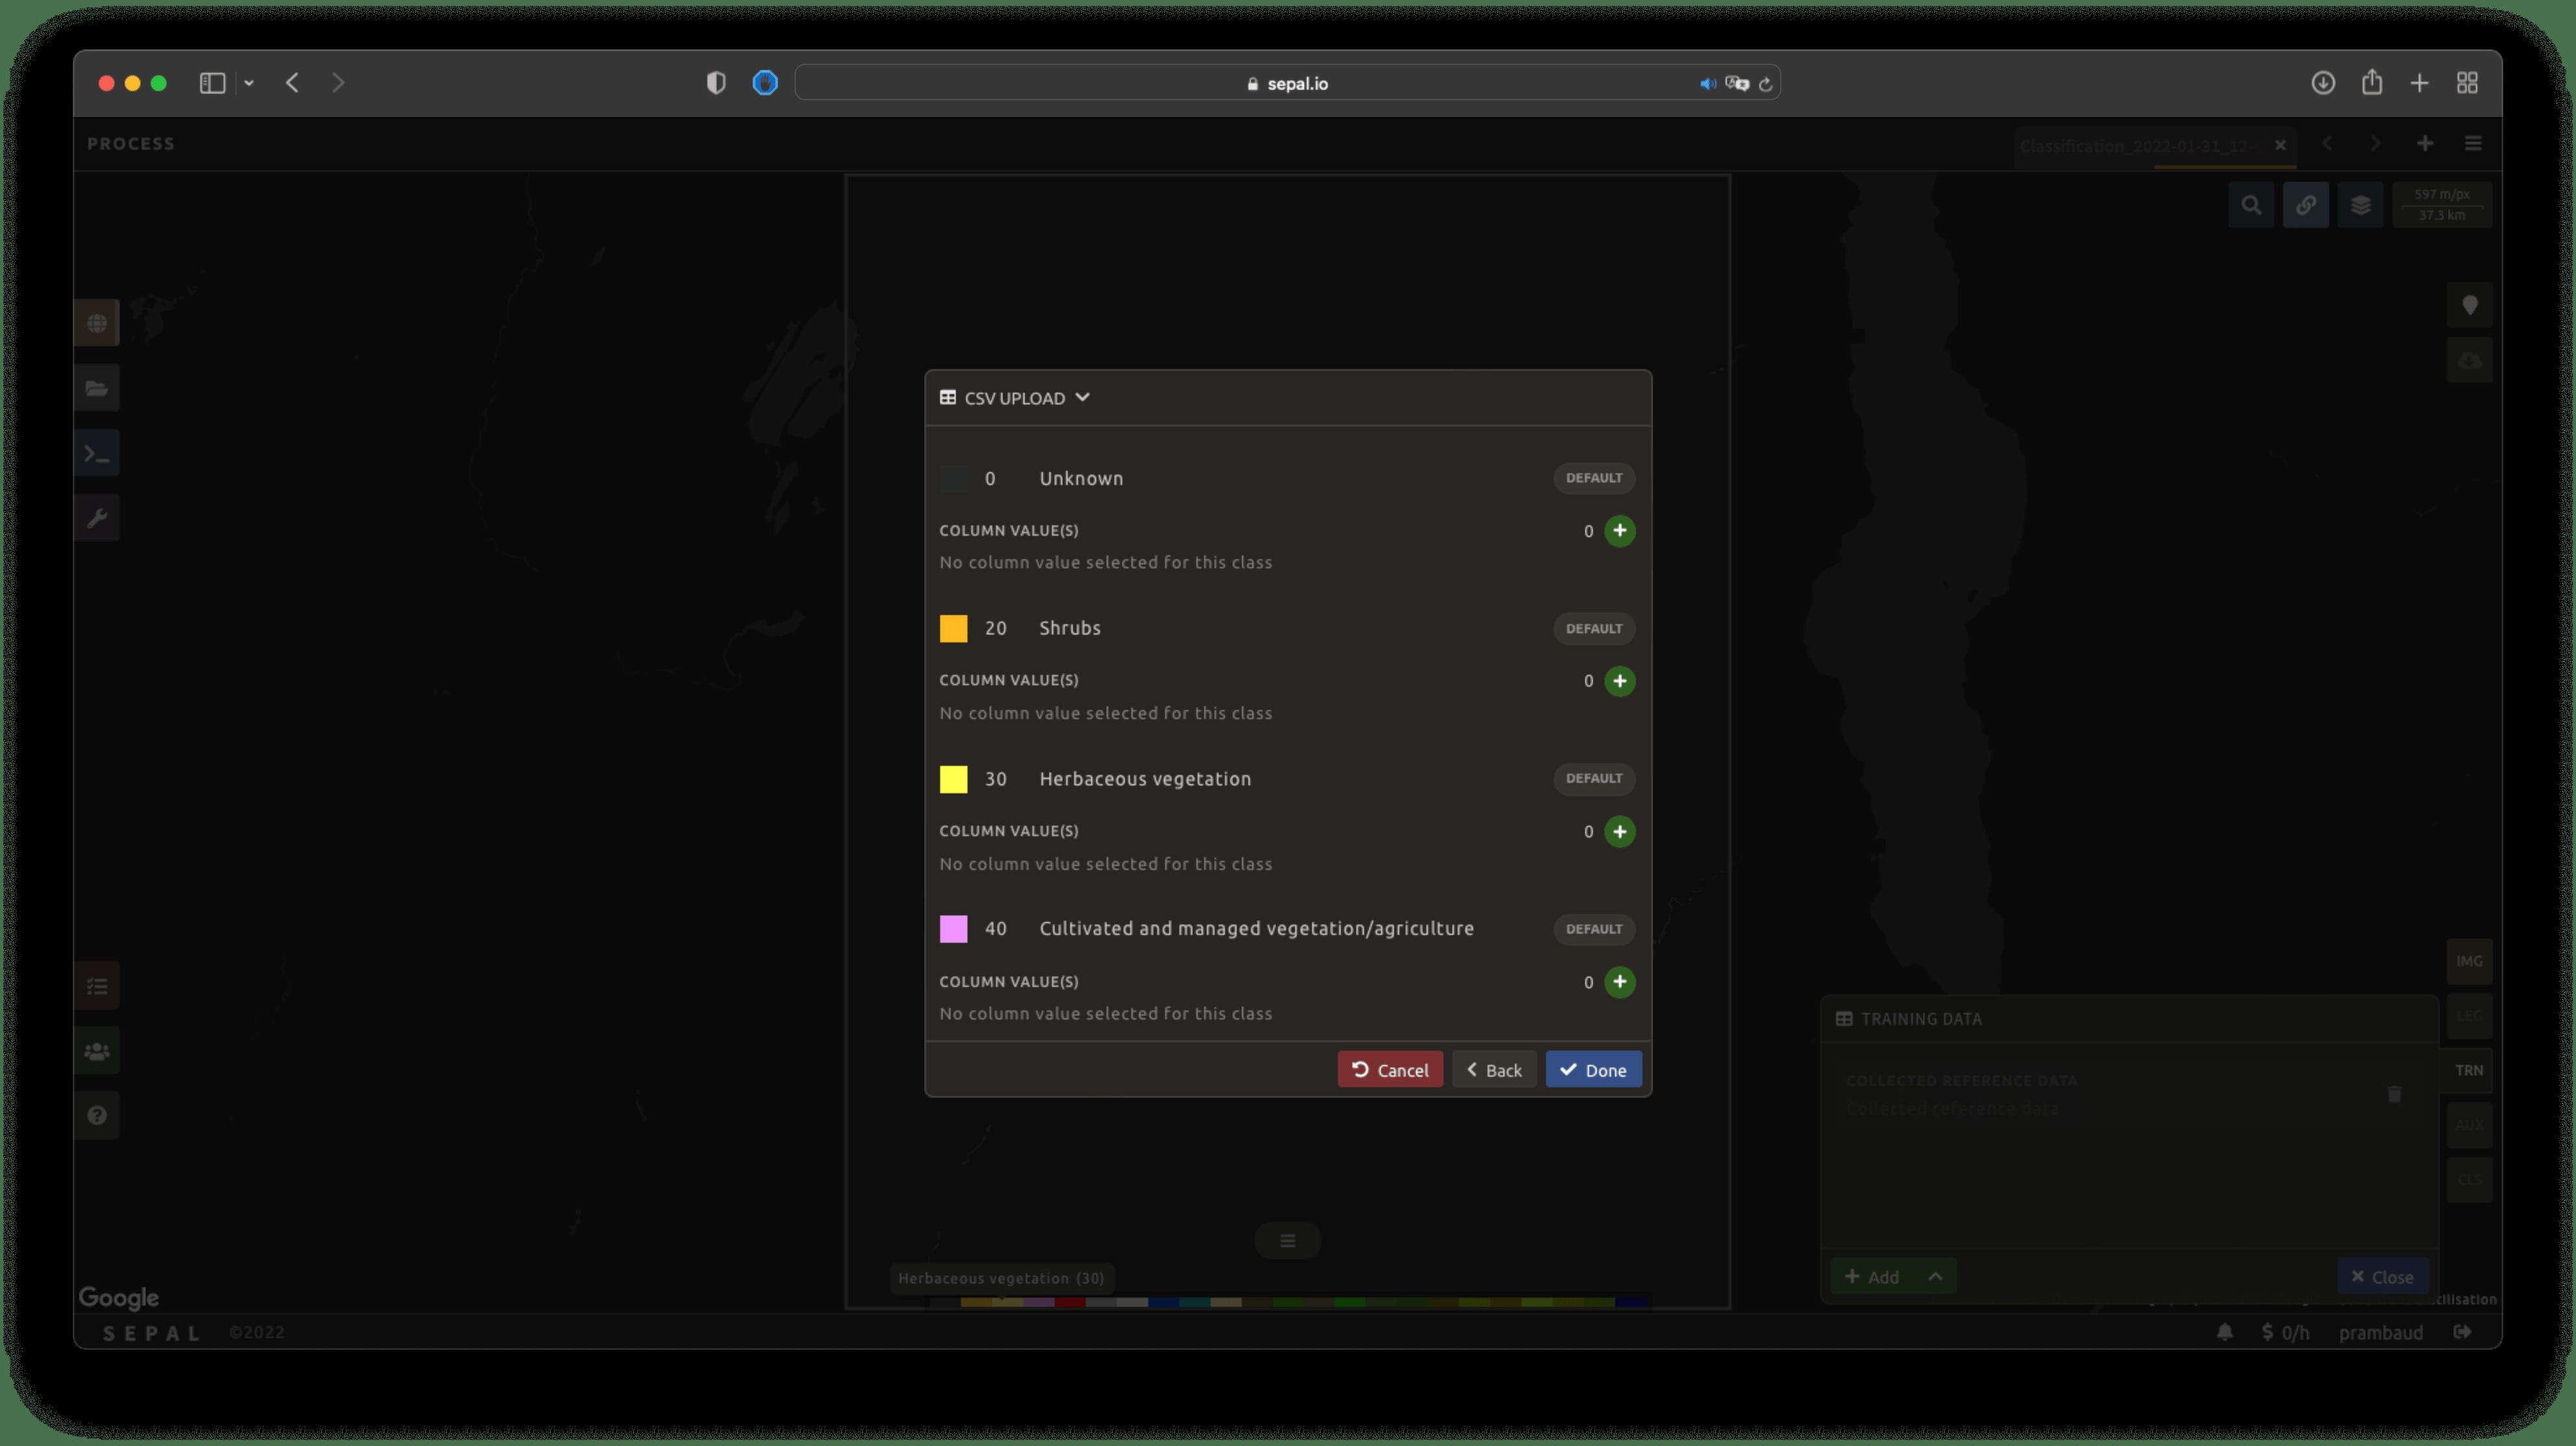 sepal.io
PROCESS
Classification_2022-01-31_12-
597 m/px
37.3 km
CSV UPLOAD
0 Unknown DEFAULT
COLUMN VALUE(S) 0
No column value selected for this class
20 Shrubs DEFAULT
COLUMN VALUE(S) 0
No column value selected for this class
30 Herbaceous vegetation DEFAULT
COLUMN VALUE(S) 0
No column value selected for this class
40 Cultivated and managed vegetation/agriculture DEFAULT
COLUMN VALUE(S) 0
No column value selected for this class
Cancel Back Done
IMG
LEG
TRN
AUX
CLS
TRAINING DATA
COLLECTED REFERENCE DATA
Collected reference data
Add Close
Herbaceous vegetation (30)
Google
SEPAL ©2022
$ 0/h prambaud